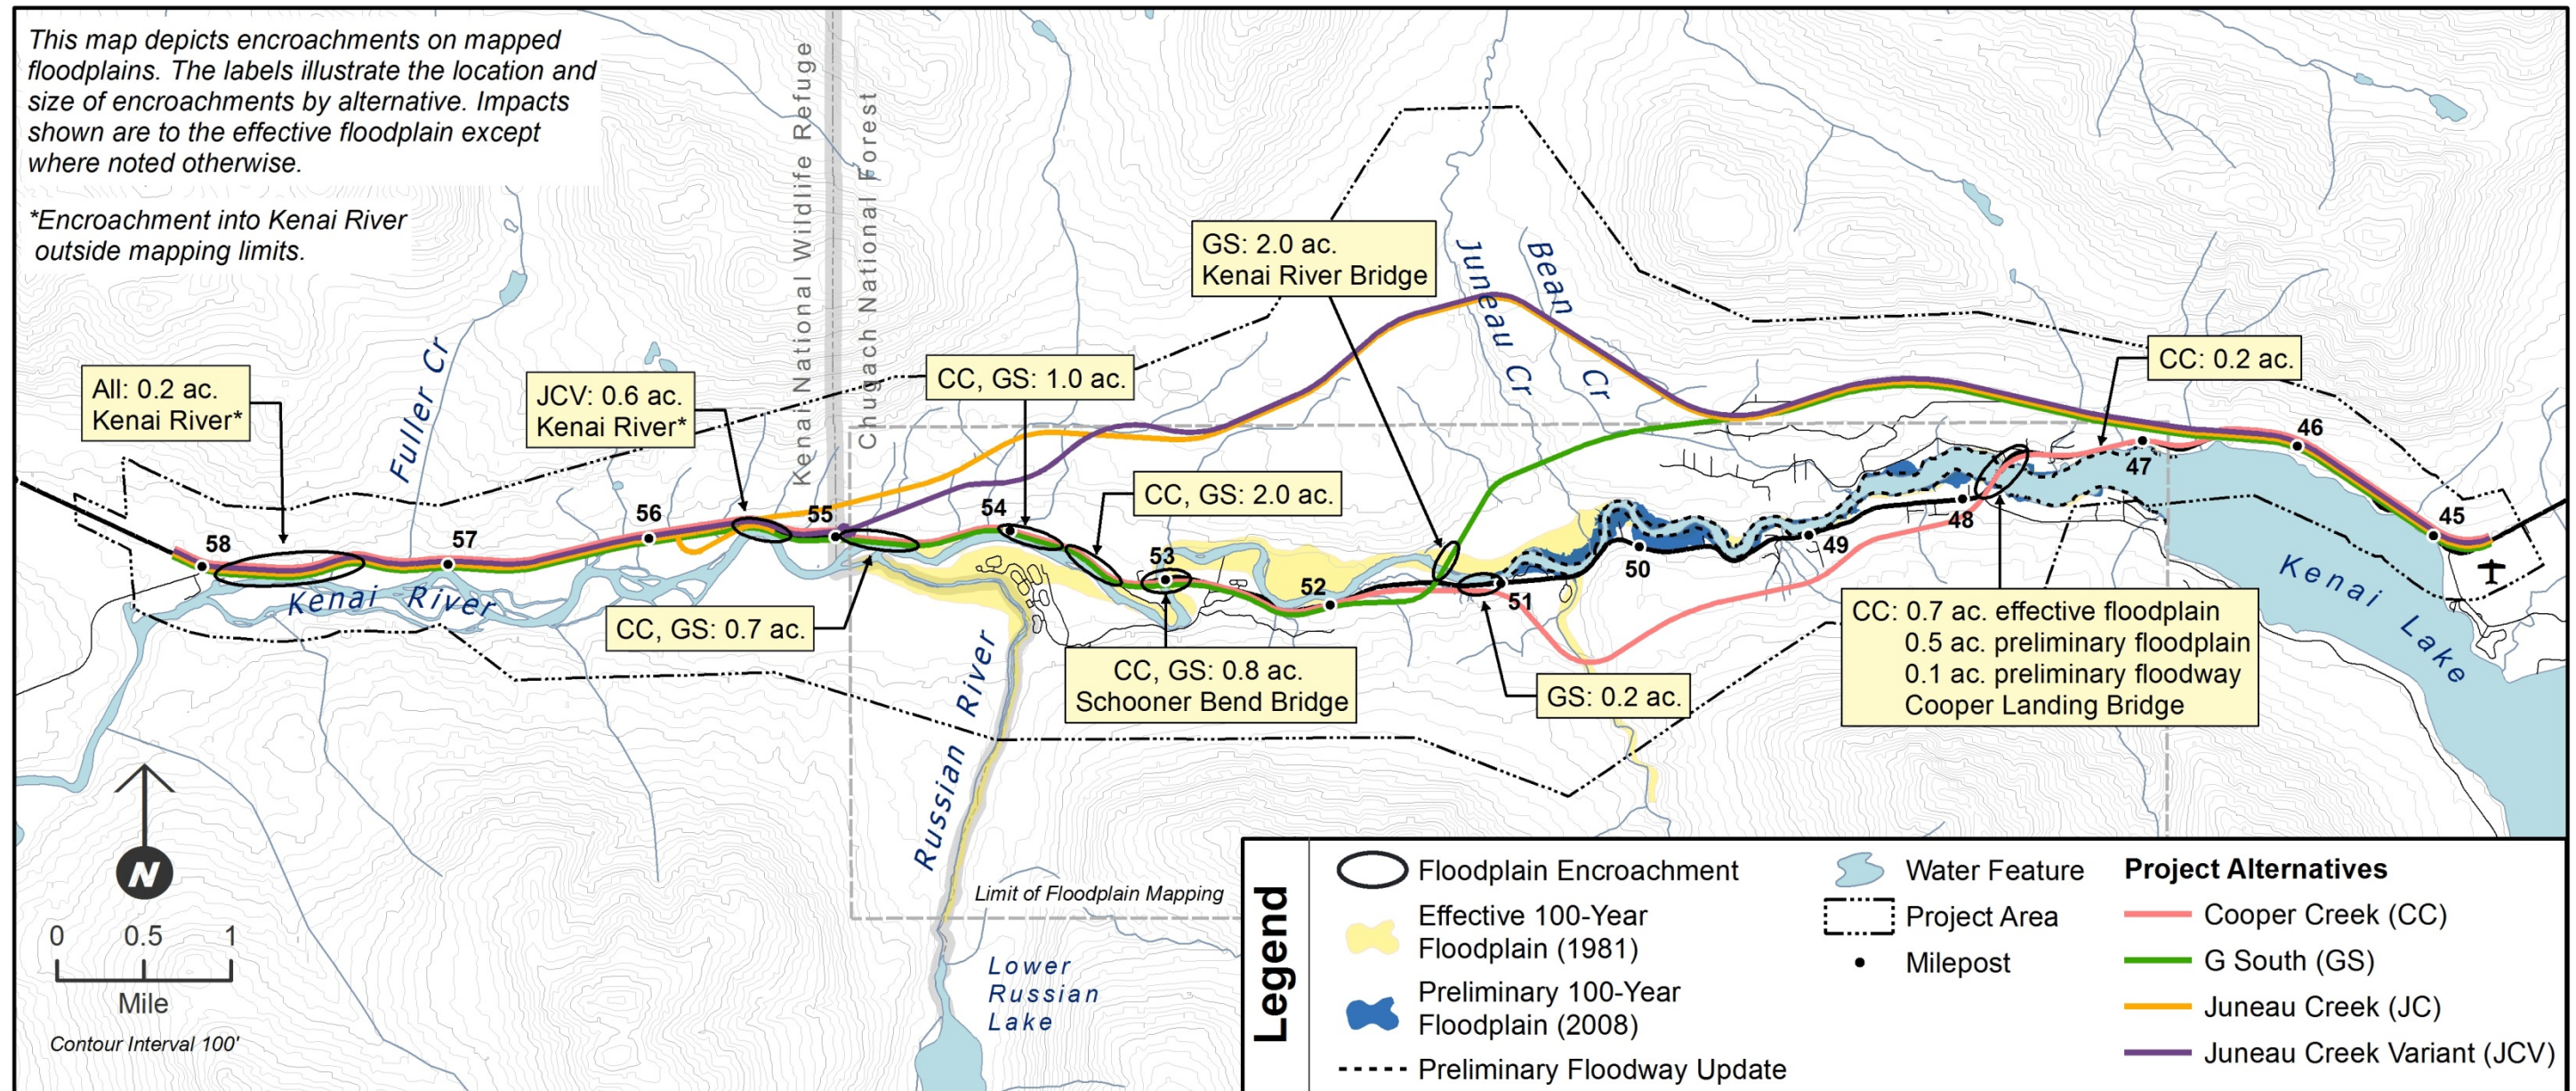 This map depicts encroachments on mapped
floodplains. The labels illustrate the location and
size of encroachments by alternative. Impacts
shown are to the effective floodplain except
where noted otherwise.
*Encroachment into Kenai River
outside mapping limits.
Kenai National Wildlife Refuge
Chugach National Forest
GS: 2.0 ac.
Kenai River Bridge
Juneau Cr
Bean Cr
Juneau Cr
Bean Cr
CC: 0.2 ac.
Fuller Cr
All: 0.2 ac.
Kenai River*
JCV: 0.6 ac.
Kenai River*
CC, GS: 1.0 ac.
CC, GS: 2.0 ac.
58
57
56
55
54
53
52
51
50
49
48
47
46
45
Kenai River
Kenai Lake
CC, GS: 0.7 ac.
CC, GS: 0.8 ac.
Schooner Bend Bridge
GS: 0.2 ac.
CC: 0.7 ac. effective floodplain
0.5 ac. preliminary floodplain
0.1 ac. preliminary floodway
Cooper Landing Bridge
Russian River
Limit of Floodplain Mapping
Lower
Russian
Lake
N
0 0.5 1
Mile
Contour Interval 100'
Legend
Floodplain Encroachment
Effective 100-Year
Floodplain (1981)
Preliminary 100-Year
Floodplain (2008)
Preliminary Floodway Update
Water Feature
Project Area
Milepost
Project Alternatives
Cooper Creek (CC)
G South (GS)
Juneau Creek (JC)
Juneau Creek Variant (JCV)